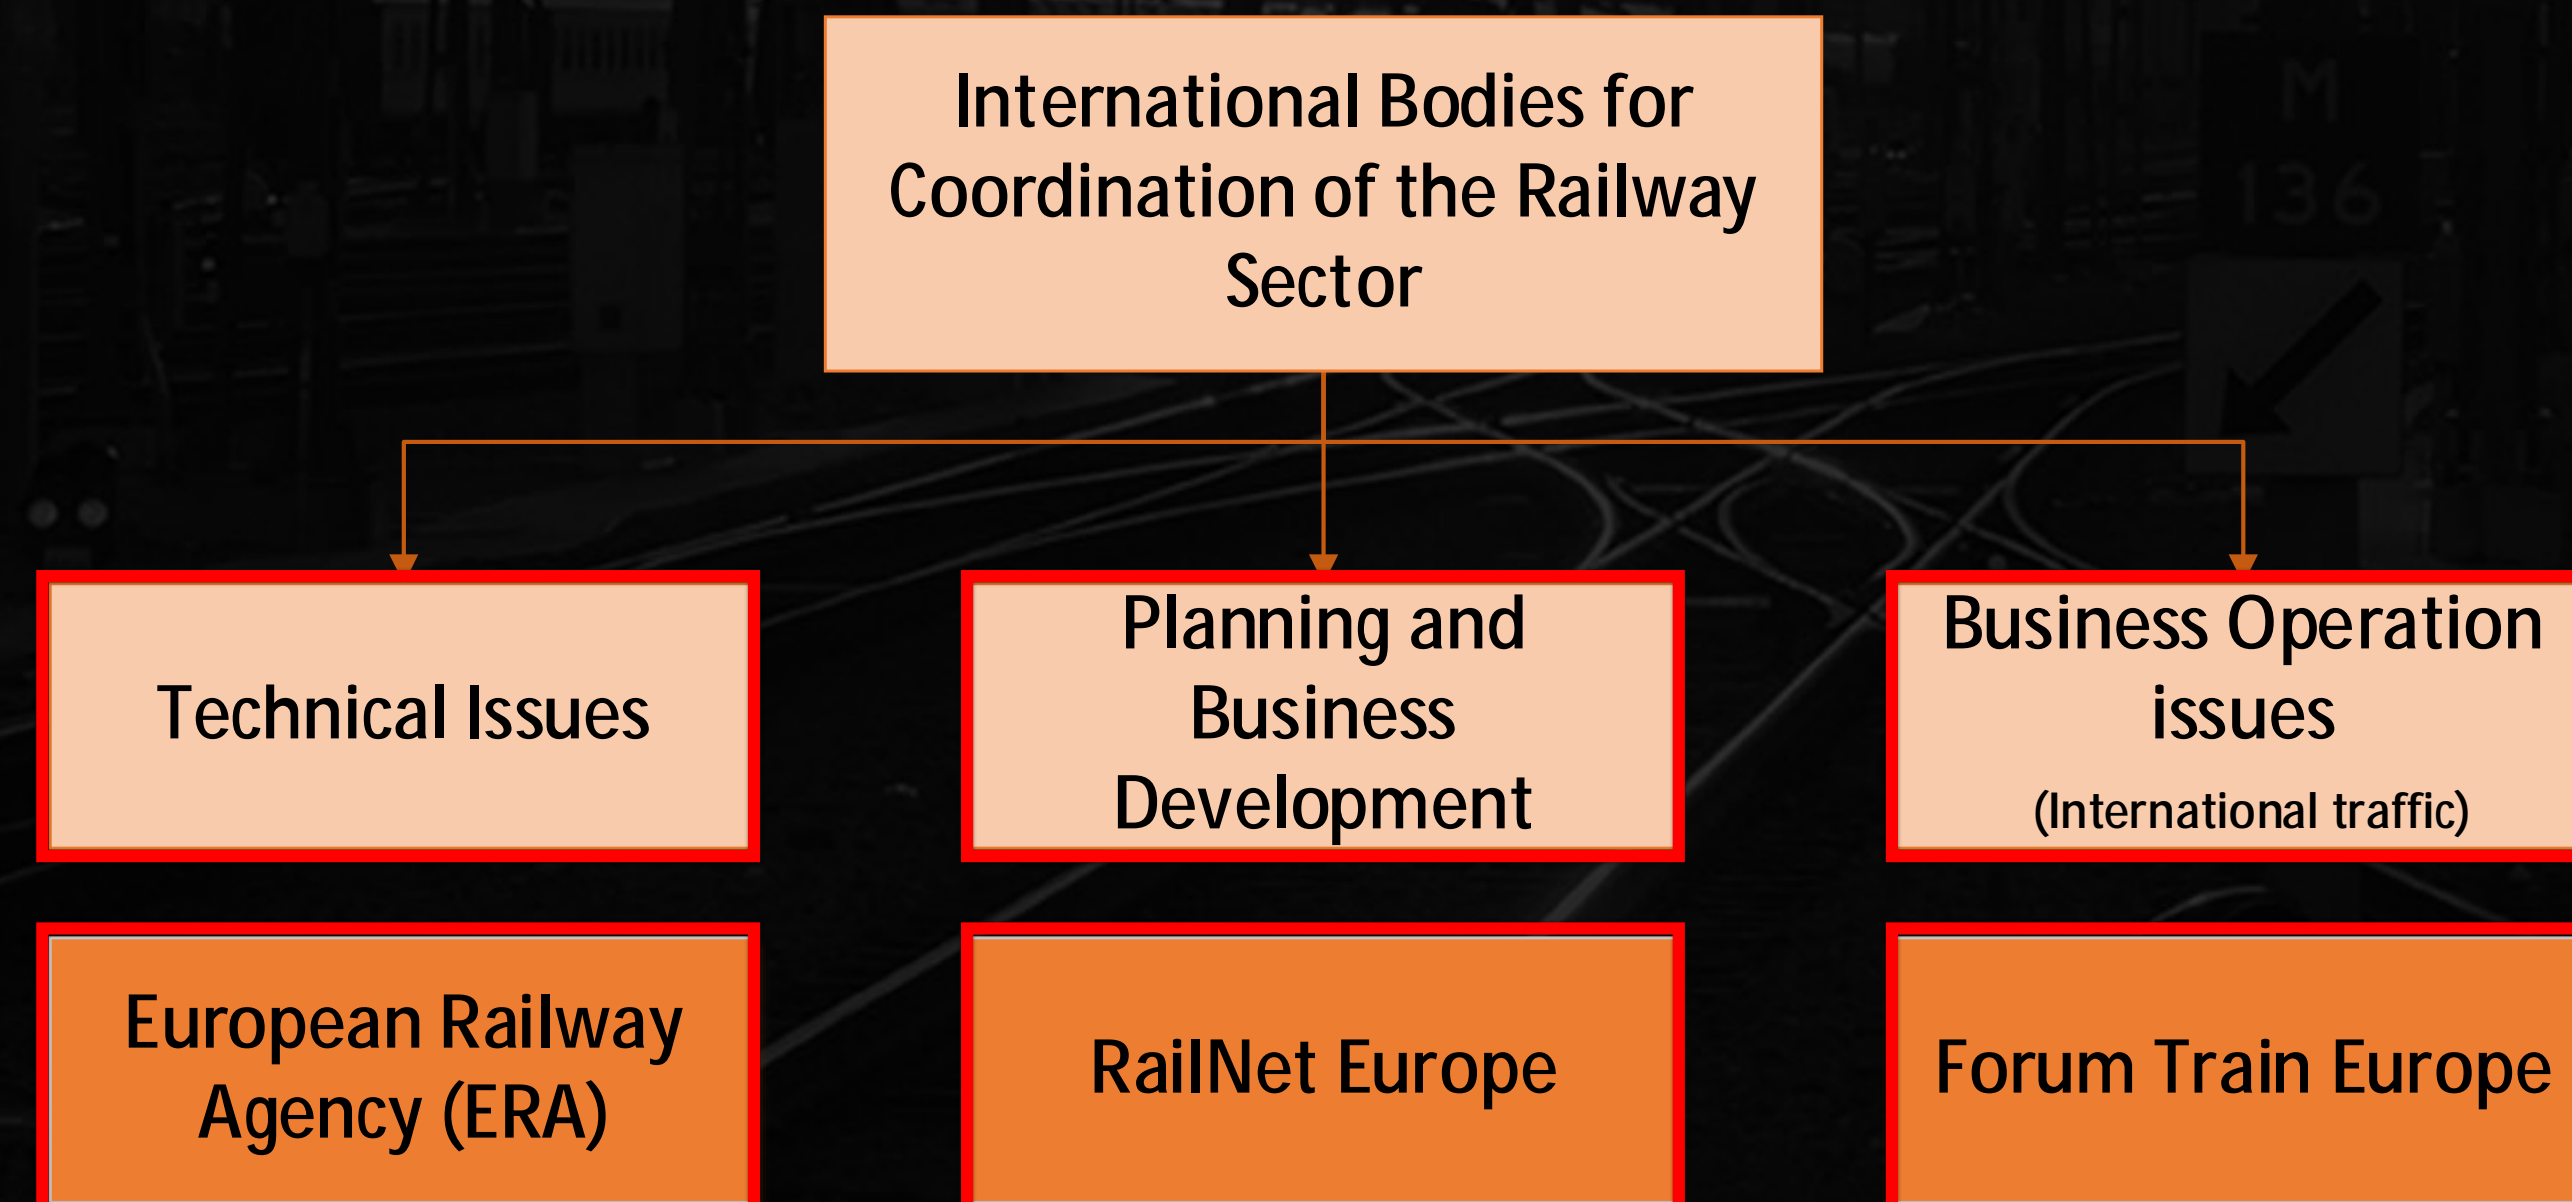 International Bodies for
Coordination of the Railway
Sector
M
136
Technical Issues
Planning and
Business
Development
Business Operation
issues
(International traffic)
European Railway
Agency (ERA)
RailNet Europe
Forum Train Europe